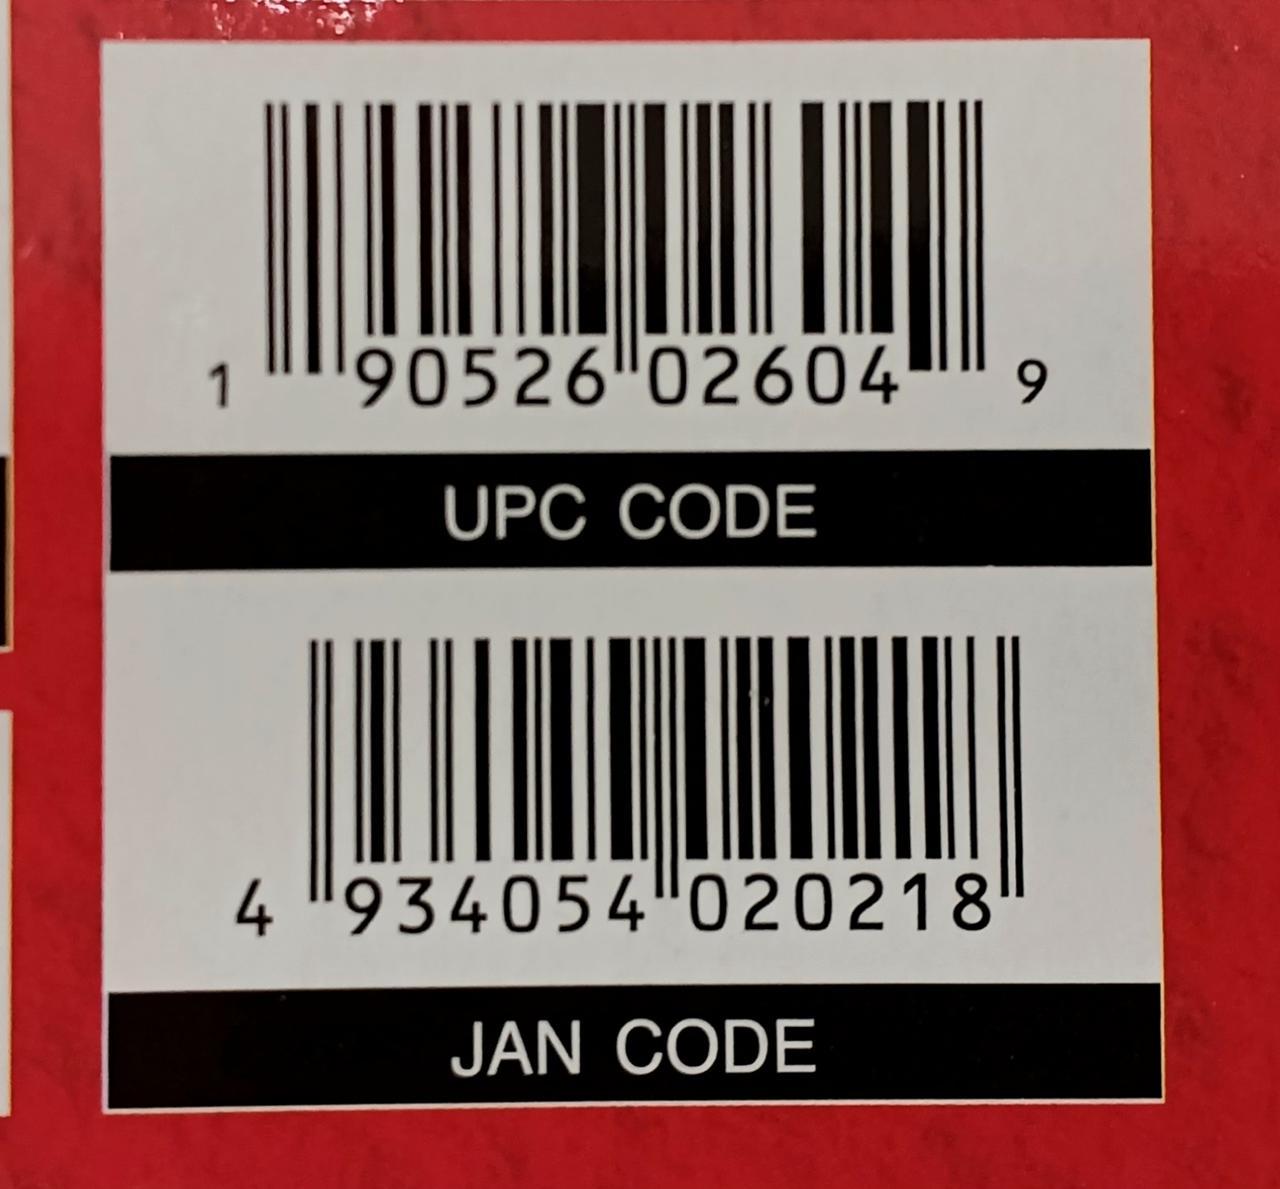 1 90526 02604 9
UPC CODE
4 934054 020218
JAN CODE